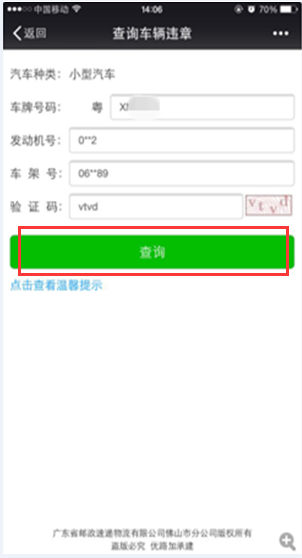 中国移动 14:06 70%
返回 查询车辆违章
汽车种类: 小型汽车
车牌号码: 粤
发动机号: 0**2
车 架 号: 06**89
验 证 码: vtvd vtvd
查询
点击查看温馨提示
广东省邮政速递物流有限公司佛山市分公司版权所有
盗版必究 优路加承建